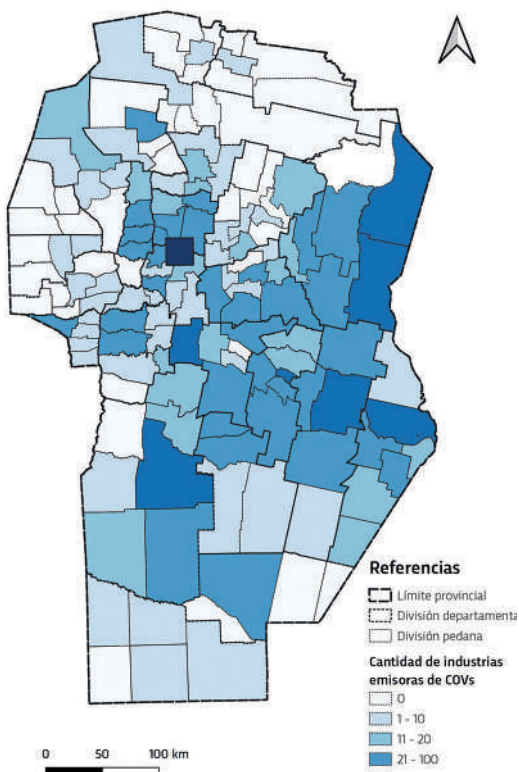 Referencias
Límite provincial
División departamenta
División pedana
Cantidad de industrias
emisoras de COVs
0
1 - 10
11 - 20
21 - 100
0 50 100 km